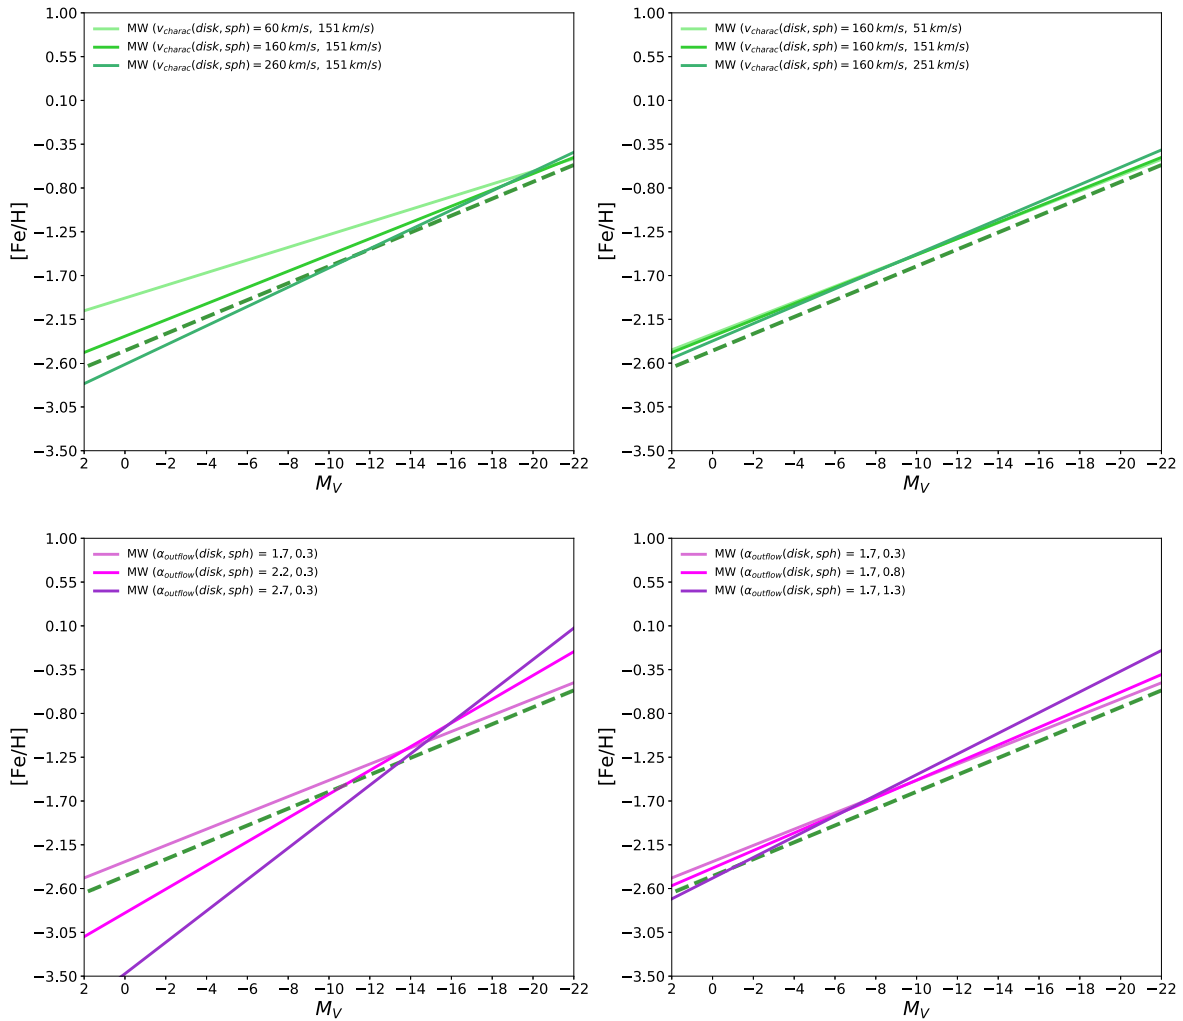 1.00
0.55
0.10
−0.35
−0.80
−1.25
−1.70
−2.15
−2.60
−3.05
−3.50
[Fe/H]
MW (v_charac(disk, sph) = 60 km/s, 151 km/s)
MW (v_charac(disk, sph) = 160 km/s, 151 km/s)
MW (v_charac(disk, sph) = 260 km/s, 151 km/s)
2 0 −2 −4 −6 −8 −10 −12 −14 −16 −18 −20 −22
M_V
1.00
0.55
0.10
−0.35
−0.80
−1.25
−1.70
−2.15
−2.60
−3.05
−3.50
[Fe/H]
MW (v_charac(disk, sph) = 160 km/s, 51 km/s)
MW (v_charac(disk, sph) = 160 km/s, 151 km/s)
MW (v_charac(disk, sph) = 160 km/s, 251 km/s)
2 0 −2 −4 −6 −8 −10 −12 −14 −16 −18 −20 −22
M_V
1.00
0.55
0.10
−0.35
−0.80
−1.25
−1.70
−2.15
−2.60
−3.05
−3.50
[Fe/H]
MW (α_outflow(disk, sph) = 1.7, 0.3)
MW (α_outflow(disk, sph) = 2.2, 0.3)
MW (α_outflow(disk, sph) = 2.7, 0.3)
2 0 −2 −4 −6 −8 −10 −12 −14 −16 −18 −20 −22
M_V
1.00
0.55
0.10
−0.35
−0.80
−1.25
−1.70
−2.15
−2.60
−3.05
−3.50
[Fe/H]
MW (α_outflow(disk, sph) = 1.7, 0.3)
MW (α_outflow(disk, sph) = 1.7, 0.8)
MW (α_outflow(disk, sph) = 1.7, 1.3)
2 0 −2 −4 −6 −8 −10 −12 −14 −16 −18 −20 −22
M_V